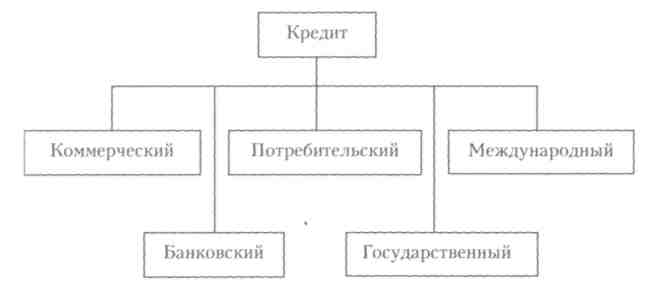 Кредит
Коммерческий
Потребительский
Международный
Банковский
Государственный